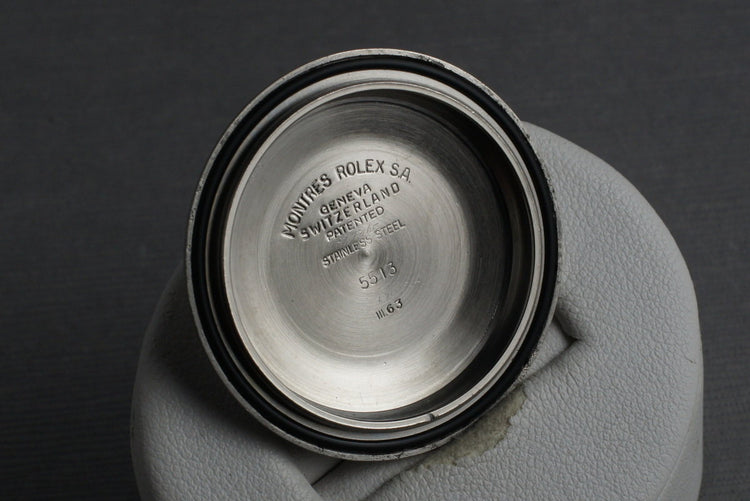 MONTRES ROLEX S.A.
GENEVA
SWITZERLAND
PATENTED
STAINLESS STEEL
5513
III.63